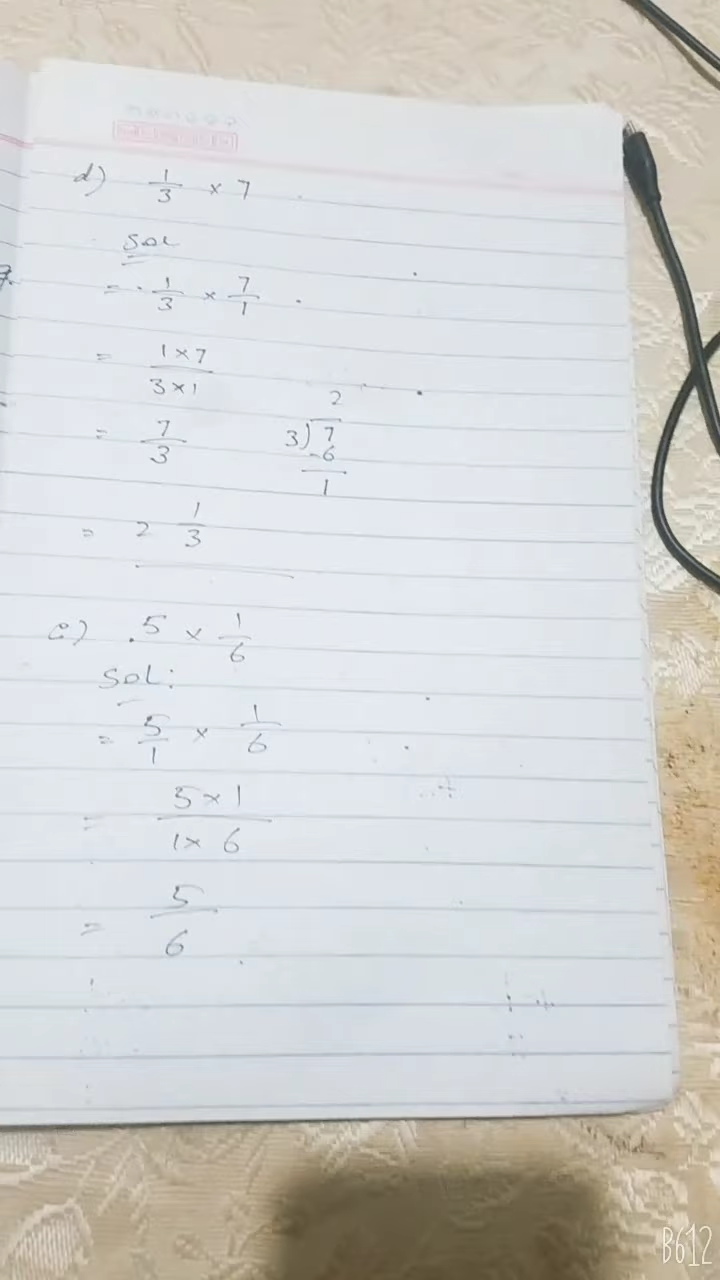 d) 1/3 × 7
Sol
= 1/3 × 7/1
= 1×7 / 3×1
2
= 7/3 3)7
-6
1
= 2 1/3
e) 5 × 1/6
Sol:
= 5/1 × 1/6
= 5×1 / 1×6
= 5/6
B612